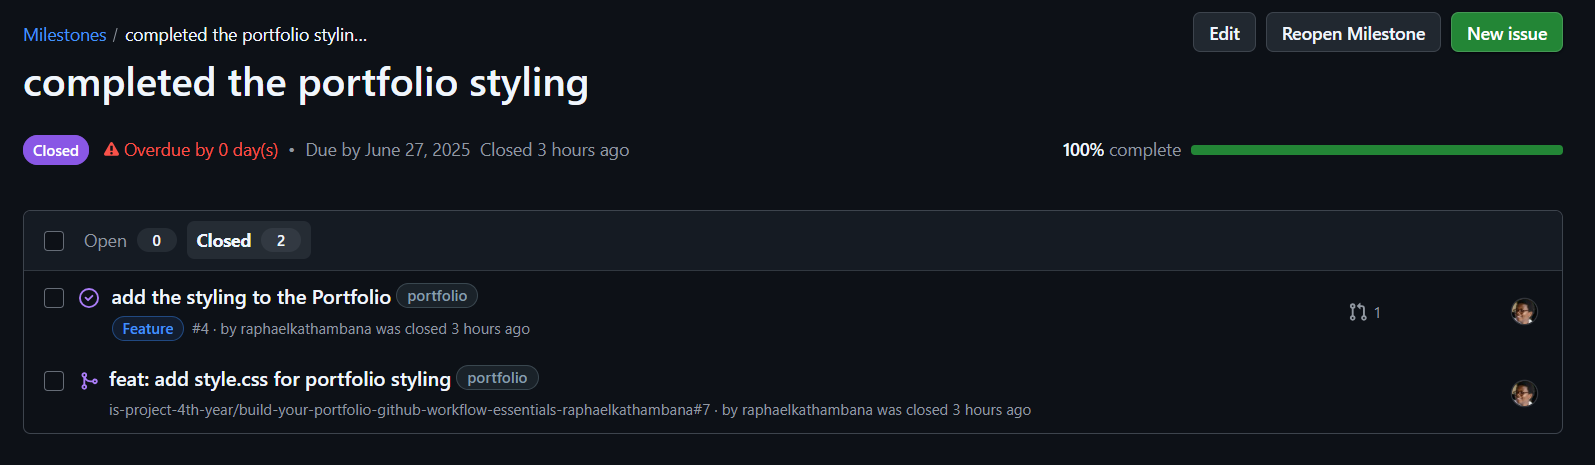 Milestones / completed the portfolio stylin...
Edit
Reopen Milestone
New issue
completed the portfolio styling
Closed
Overdue by 0 day(s) • Due by June 27, 2025 Closed 3 hours ago
100% complete
Open 0 Closed 2
add the styling to the Portfolio portfolio
Feature #4 · by raphaelkathambana was closed 3 hours ago
1
feat: add style.css for portfolio styling portfolio
is-project-4th-year/build-your-portfolio-github-workflow-essentials-raphaelkathambana#7 · by raphaelkathambana was closed 3 hours ago